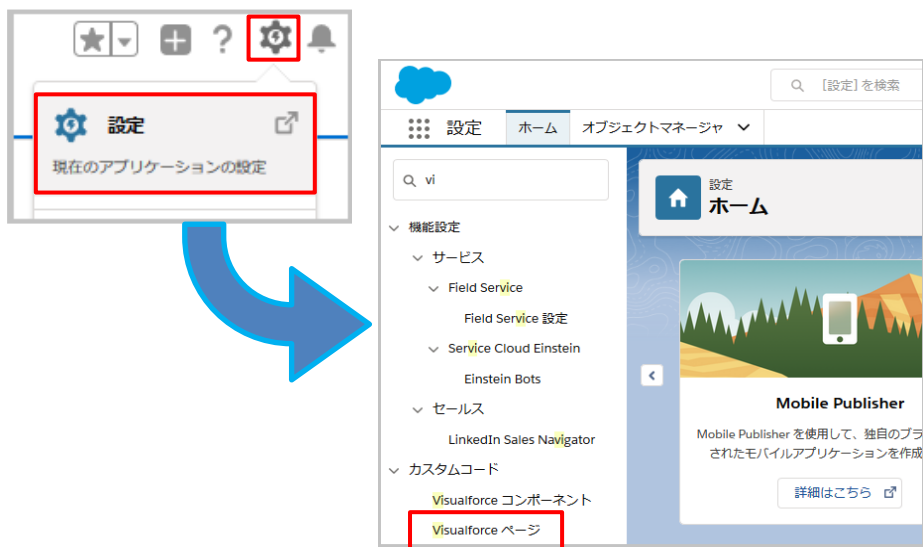 設定
現在のアプリケーションの設定
[設定] を検索
設定
ホーム
オブジェクトマネージャ
vi
機能設定
サービス
Field Service
Field Service 設定
Service Cloud Einstein
Einstein Bots
セールス
LinkedIn Sales Navigator
カスタムコード
Visualforce コンポーネント
Visualforce ページ
設定
ホーム
Mobile Publisher
Mobile Publisher を使用して、独自のブラ
されたモバイルアプリケーションを作成
詳細はこちら